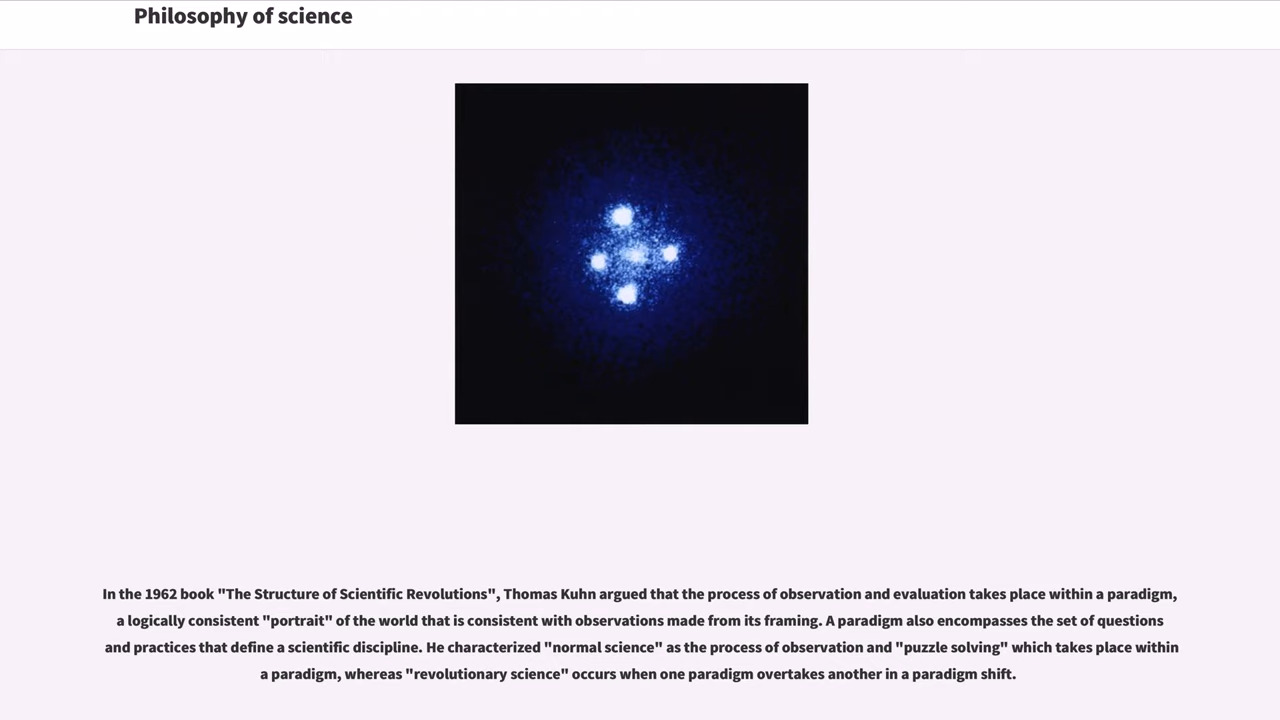 Philosophy of science
In the 1962 book "The Structure of Scientific Revolutions", Thomas Kuhn argued that the process of observation and evaluation takes place within a paradigm,
a logically consistent "portrait" of the world that is consistent with observations made from its framing. A paradigm also encompasses the set of questions
and practices that define a scientific discipline. He characterized "normal science" as the process of observation and "puzzle solving" which takes place within
a paradigm, whereas "revolutionary science" occurs when one paradigm overtakes another in a paradigm shift.